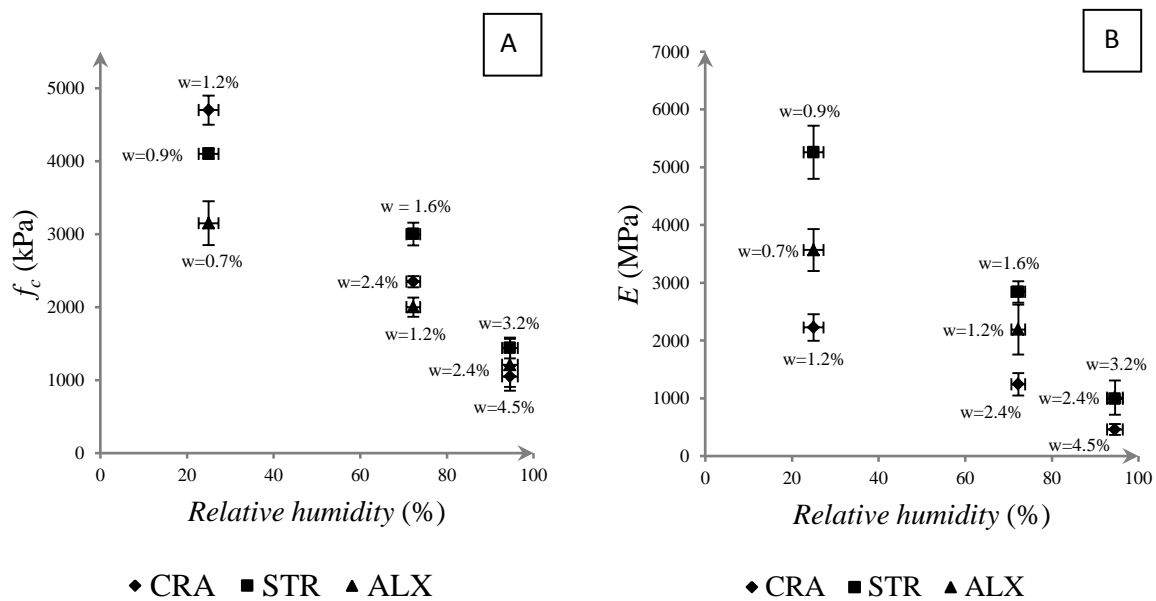 A
f_c (kPa)
5000
4000
3000
2000
1000
0
w=1.2%
w=0.9%
w=0.7%
w = 1.6%
w=2.4%
w=1.2%
w=3.2%
w=2.4%
w=4.5%
0 20 40 60 80 100
Relative humidity (%)
◆ CRA ■ STR ▲ ALX
B
E (MPa)
7000
6000
5000
4000
3000
2000
1000
0
w=0.9%
w=0.7%
w=1.2%
w=1.6%
w=1.2%
w=2.4%
w=3.2%
w=2.4%
w=4.5%
0 20 40 60 80 100
Relative humidity (%)
◆ CRA ■ STR ▲ ALX